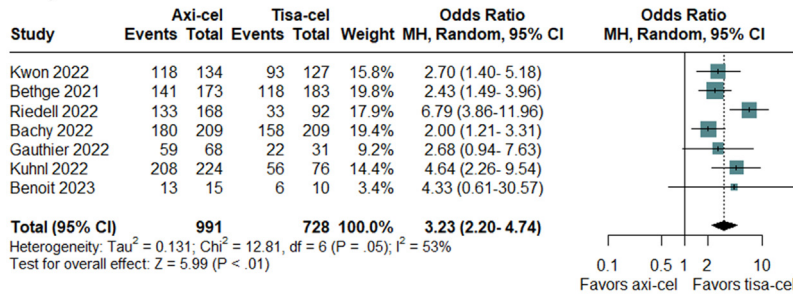 Axi-cel Tisa-cel Odds Ratio Odds Ratio
Study Events Total Events Total Weight MH, Random, 95% CI MH, Random, 95% CI
Kwon 2022 118 134 93 127 15.8% 2.70 (1.40- 5.18)
Bethge 2021 141 173 118 183 19.8% 2.43 (1.49- 3.96)
Riedell 2022 133 168 33 92 17.9% 6.79 (3.86-11.96)
Bachy 2022 180 209 158 209 19.4% 2.00 (1.21- 3.31)
Gauthier 2022 59 68 22 31 9.2% 2.68 (0.94- 7.63)
Kuhnl 2022 208 224 56 76 14.4% 4.64 (2.26- 9.54)
Benoit 2023 13 15 6 10 3.4% 4.33 (0.61-30.57)
Total (95% CI) 991 728 100.0% 3.23 (2.20- 4.74)
Heterogeneity: Tau² = 0.131; Chi² = 12.81, df = 6 (P = .05); I² = 53%
Test for overall effect: Z = 5.99 (P < .01)
0.1 0.5 1 2 10
Favors axi-cel Favors tisa-cel